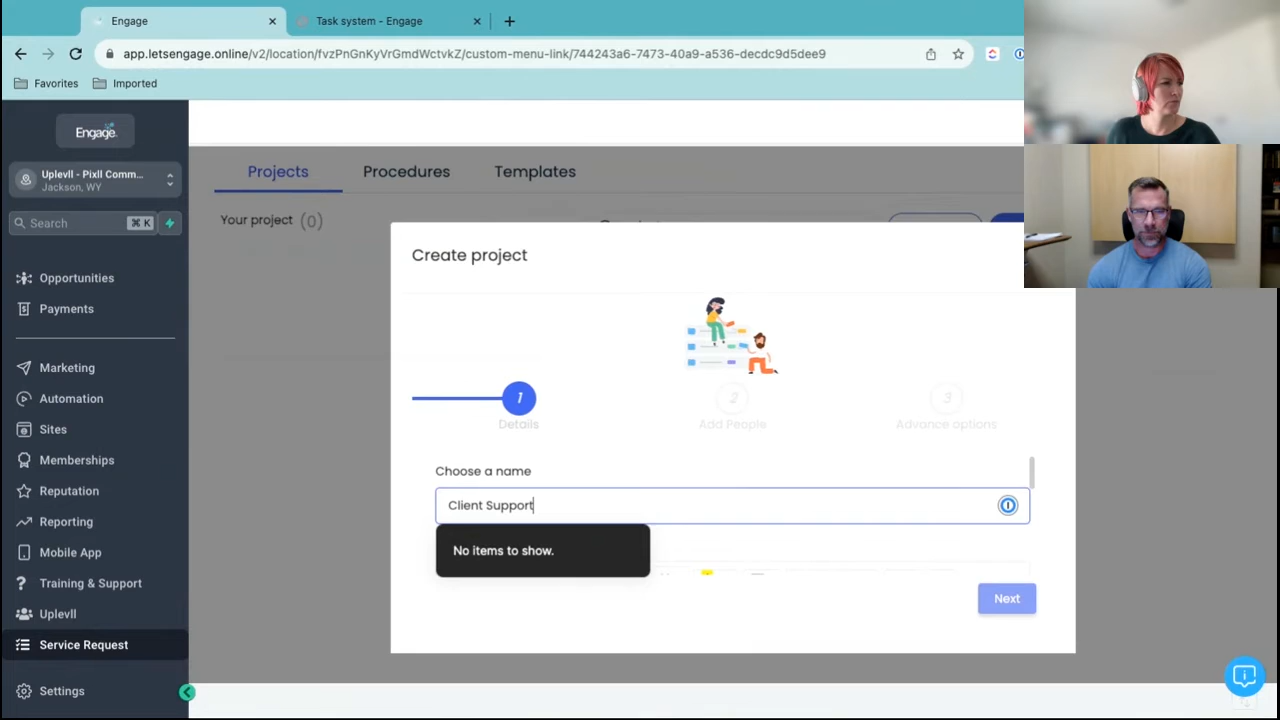 Engage
Task system - Engage
app.letsengage.online/v2/location/fvzPnGnKyVrGmdWctvkZ/custom-menu-link/744243a6-7473-40a9-a536-decdc9d5dee9
Favorites
Imported
Engage
Uplevll - Pixll Comm...
Jackson, WY
Search
⌘ K
Opportunities
Payments
Marketing
Automation
Sites
Memberships
Reputation
Reporting
Mobile App
Training & Support
Uplevll
Service Request
Settings
Projects
Procedures
Templates
Your project (0)
Create project
1
2
3
Details
Add People
Advance options
Choose a name
Client Support
No items to show.
Next